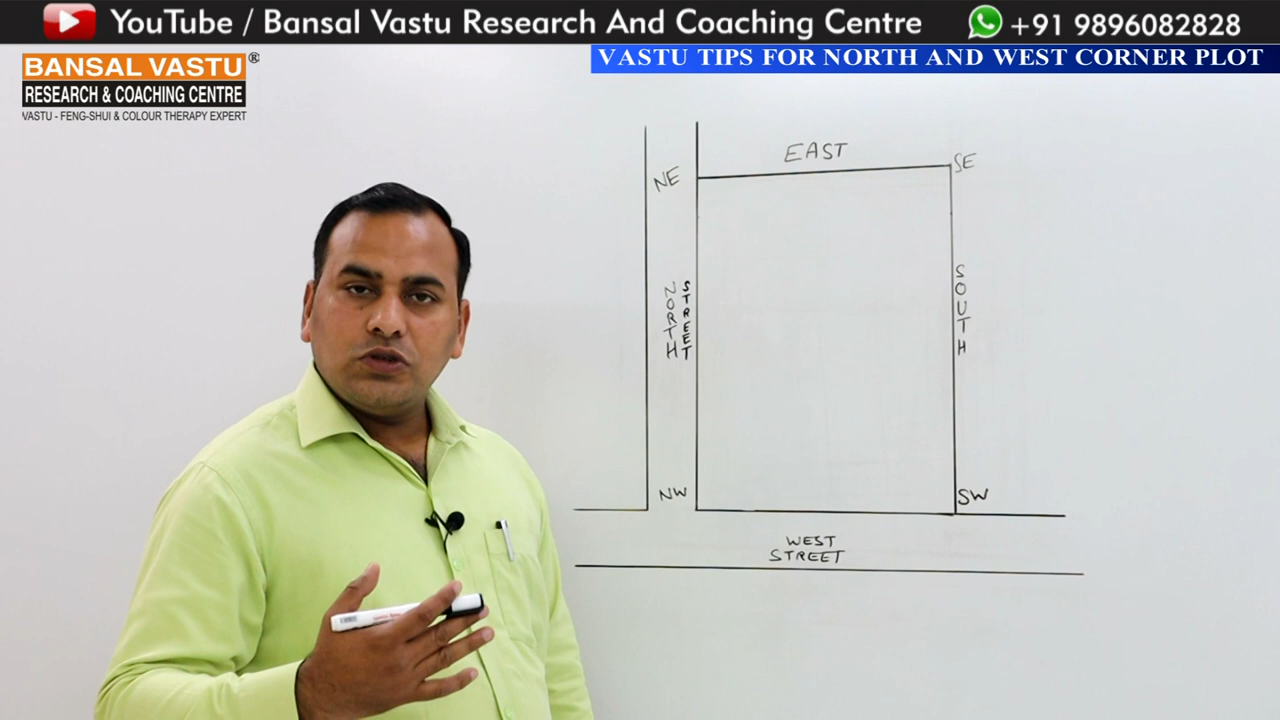 YouTube / Bansal Vastu Research And Coaching Centre
+91 9896082828
VASTU TIPS FOR NORTH AND WEST CORNER PLOT
BANSAL VASTU®
RESEARCH & COACHING CENTRE
VASTU - FENG-SHUI & COLOUR THERAPY EXPERT
EAST
NE
SE
NORTH
STREET
SOUTH
NW
SW
WEST
STREET